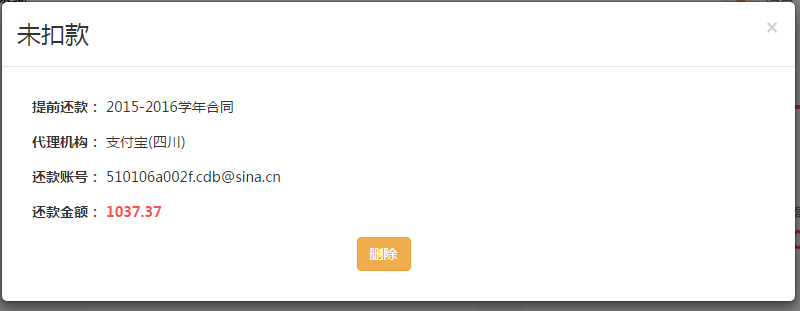 未扣款
×
提前还款： 2015-2016学年合同
代理机构： 支付宝(四川)
还款账号： 510106a002f.cdb@sina.cn
还款金额： 1037.37
删除